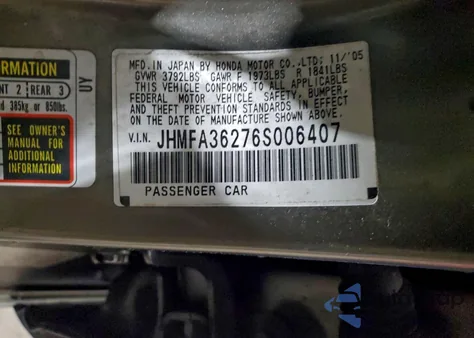 RMATION
NT 2 REAR 3
ed 385kg or 850lbs.
SEE OWNER'S
MANUAL FOR
ADDITIONAL
INFORMATION
UY
MFD. IN JAPAN BY HONDA MOTOR CO., LTD: 11/'05
GVWR 3792LBS GAWR F 1973LBS R 1841LBS
THIS VEHICLE CONFORMS TO ALL APPLICABLE
FEDERAL MOTOR VEHICLE SAFETY, BUMPER,
AND THEFT PREVENTION STANDARDS IN EFFECT
ON THE DATE OF MANUFACTURE SHOWN ABOVE.
V.I.N. JHMFA36276S006407
PASSENGER CAR